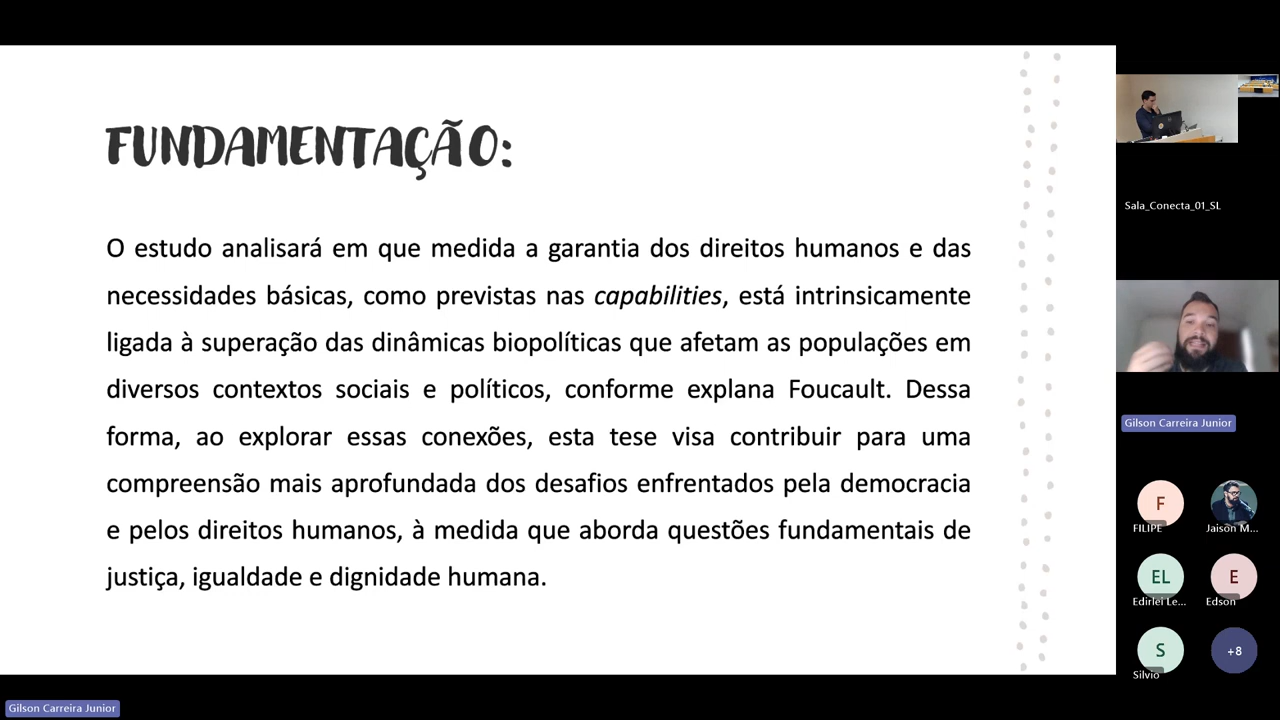 FUNDAMENTAÇÃO:
O estudo analisará em que medida a garantia dos direitos humanos e das
necessidades básicas, como previstas nas capabilities, está intrinsicamente
ligada à superação das dinâmicas biopolíticas que afetam as populações em
diversos contextos sociais e políticos, conforme explana Foucault. Dessa
forma, ao explorar essas conexões, esta tese visa contribuir para uma
compreensão mais aprofundada dos desafios enfrentados pela democracia
e pelos direitos humanos, à medida que aborda questões fundamentais de
justiça, igualdade e dignidade humana.
Sala_Conecta_01_SL
Gilson Carreira Junior
F
FILIPE
Jaison M...
EL
Edirlei Le...
E
Edson
S
Silvio
+8
Gilson Carreira Junior